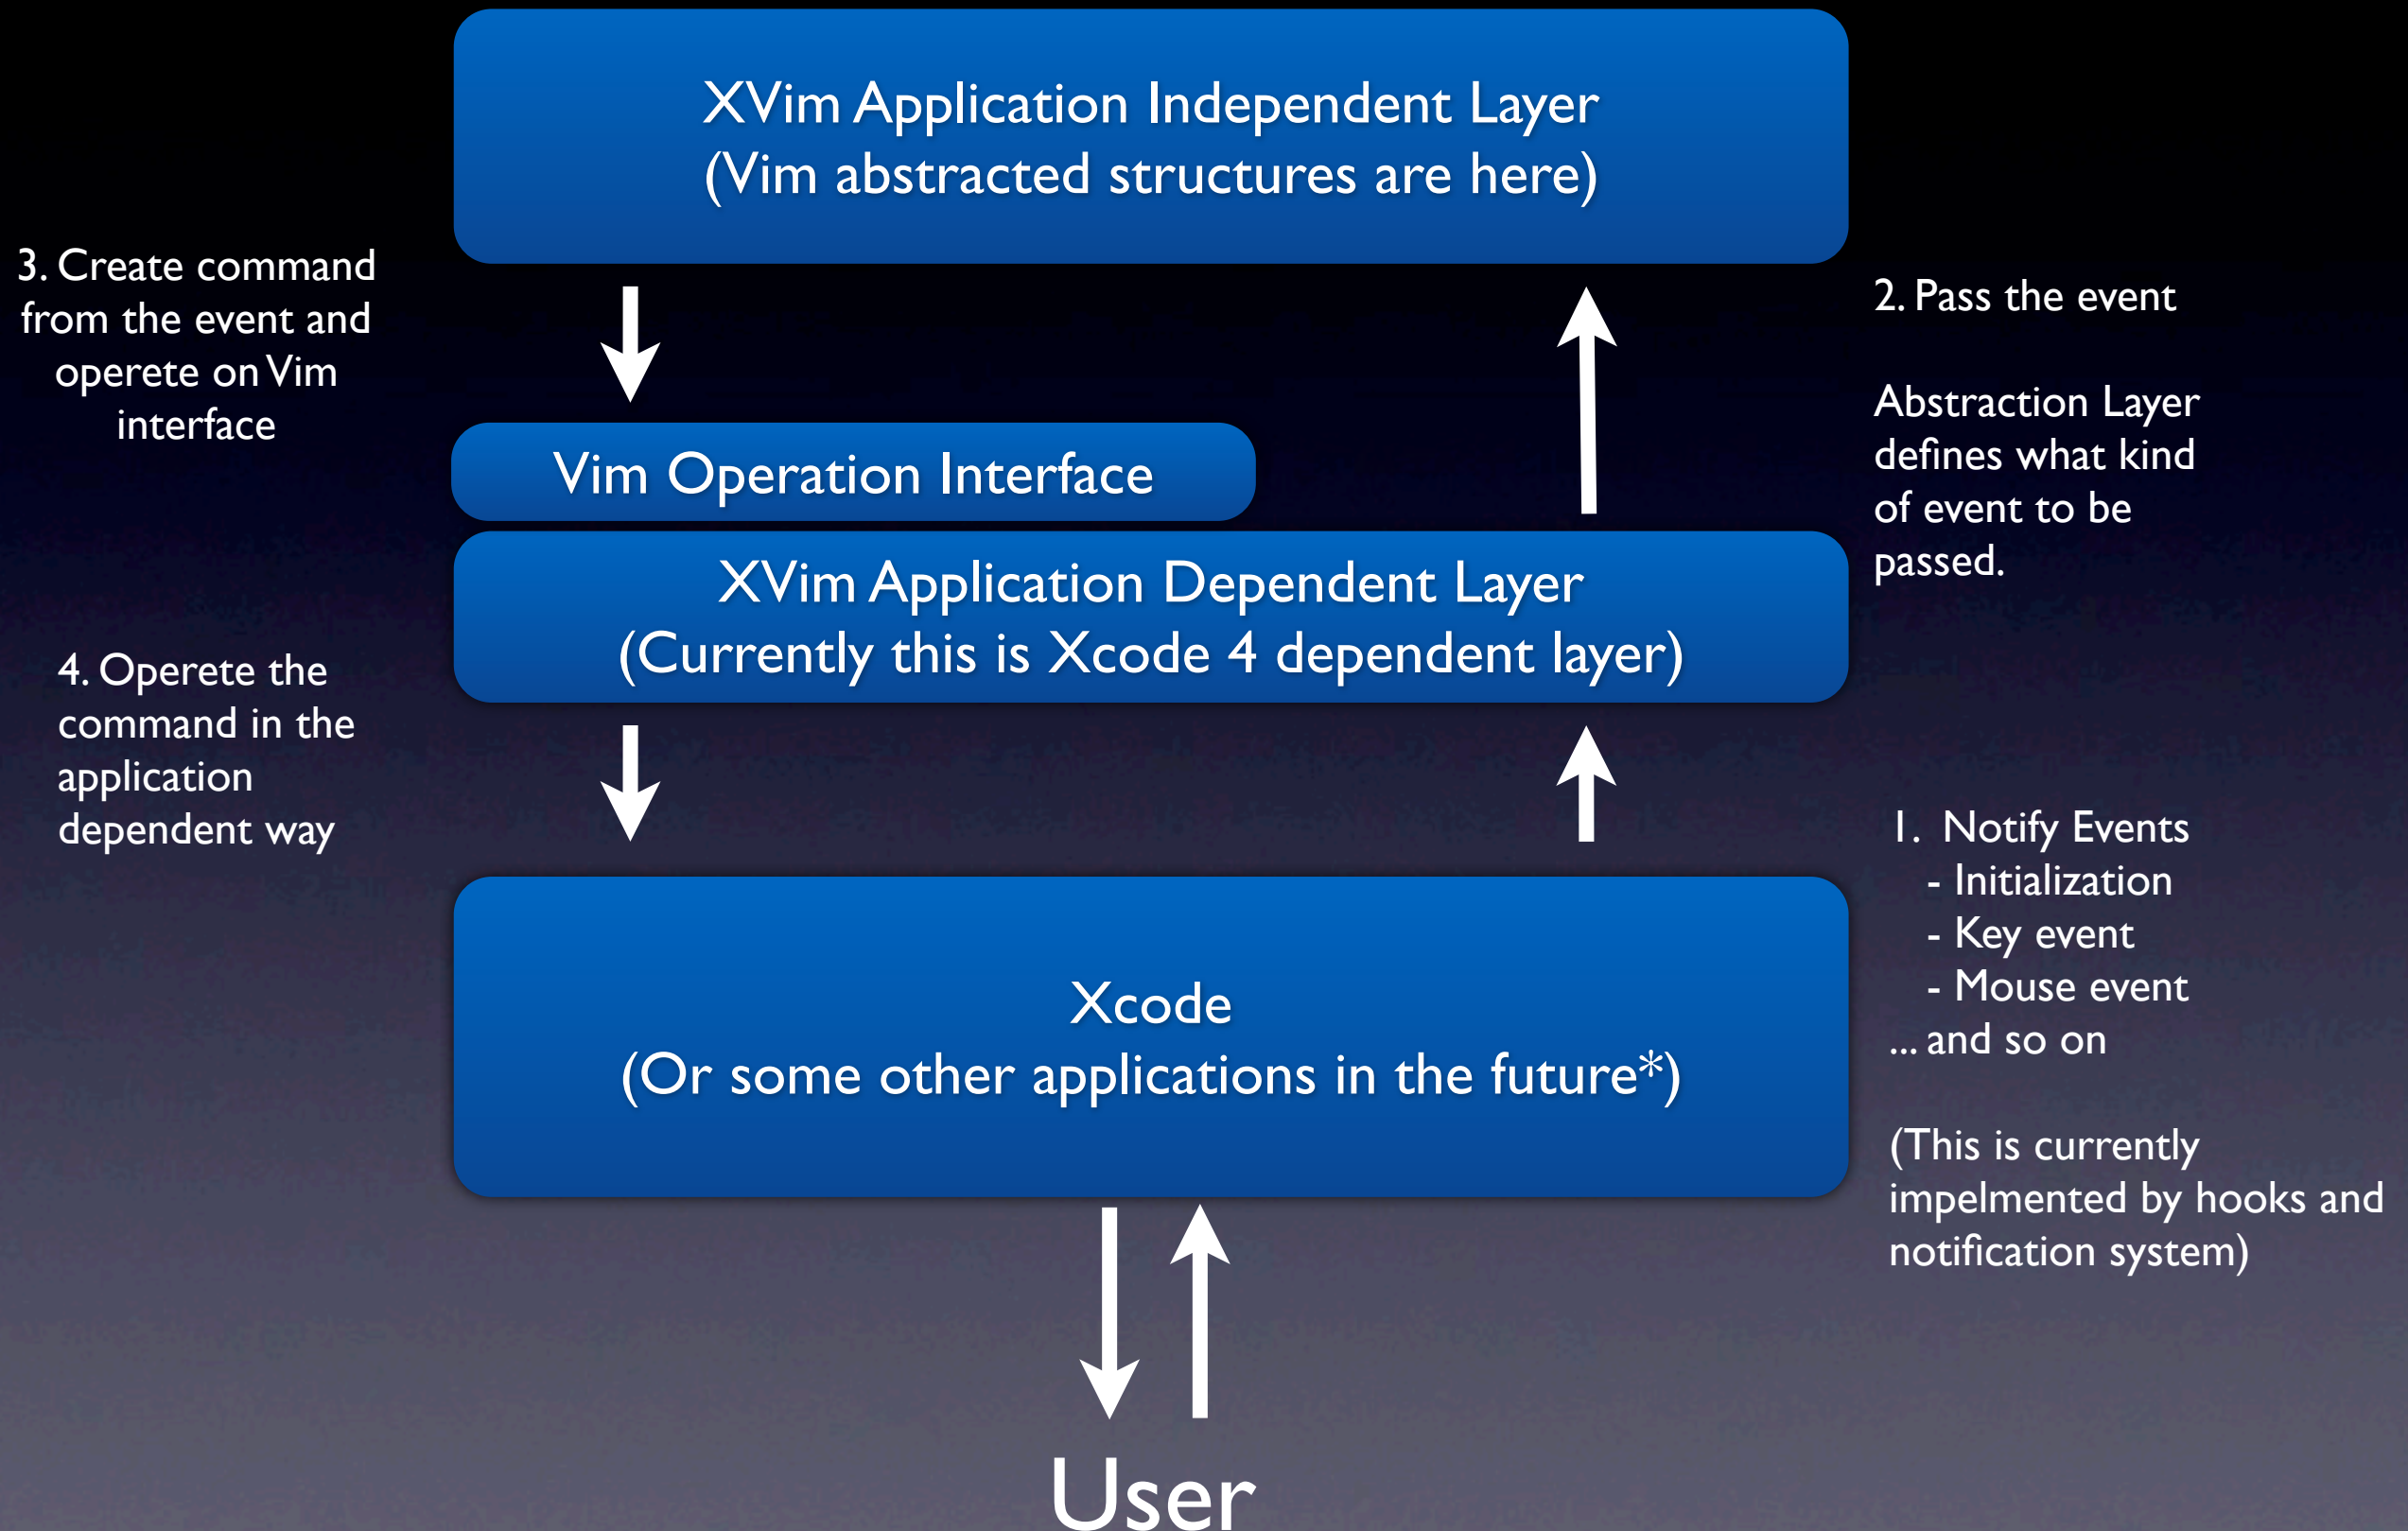 XVim Application Independent Layer
(Vim abstracted structures are here)
3. Create command
from the event and
operete on Vim
interface
2. Pass the event
Abstraction Layer
defines what kind
of event to be
passed.
Vim Operation Interface
XVim Application Dependent Layer
(Currently this is Xcode 4 dependent layer)
4. Operete the
command in the
application
dependent way
1. Notify Events
- Initialization
- Key event
- Mouse event
... and so on
(This is currently
impelmented by hooks and
notification system)
Xcode
(Or some other applications in the future*)
User